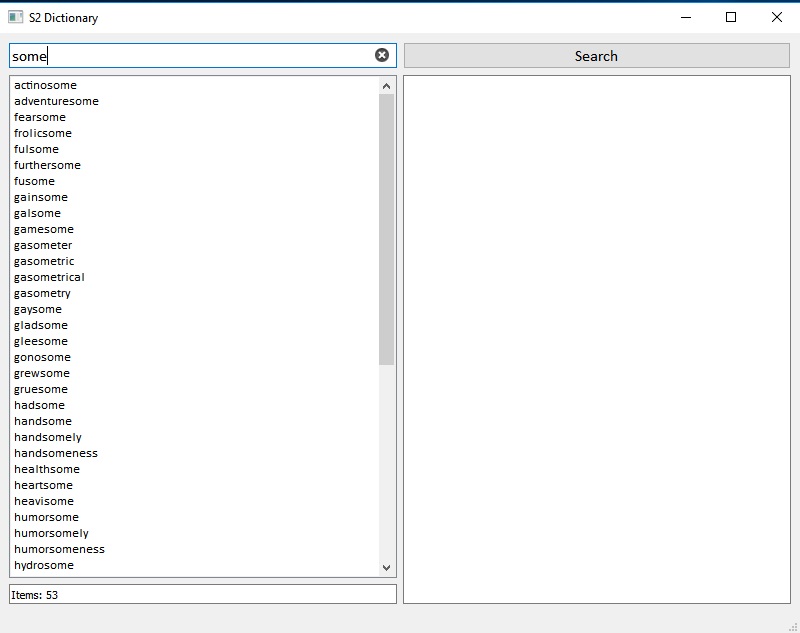 S2 Dictionary
some
Search
actinosome
adventuresome
fearsome
frolicsome
fulsome
furthersome
fusome
gainsome
galsome
gamesome
gasometer
gasometric
gasometrical
gasometry
gaysome
gladsome
gleesome
gonosome
grewsome
gruesome
hadsome
handsome
handsomely
handsomeness
healthsome
heartsome
heavisome
humorsome
humorsomely
humorsomeness
hydrosome
Items: 53